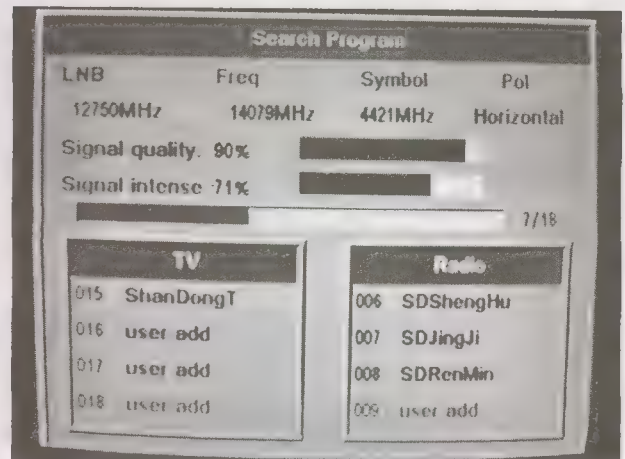 Search Program
LNB Freq Symbol Pol
12750MHz 14079MHz 4421MHz Horizontal
Signal quality. 90%
Signal intense 71%
7/18
TV
015 ShanDongT
016 user add
017 user add
018 user add
Radio
006 SDShengHu
007 SDJingJi
008 SDRenMin
009 user add